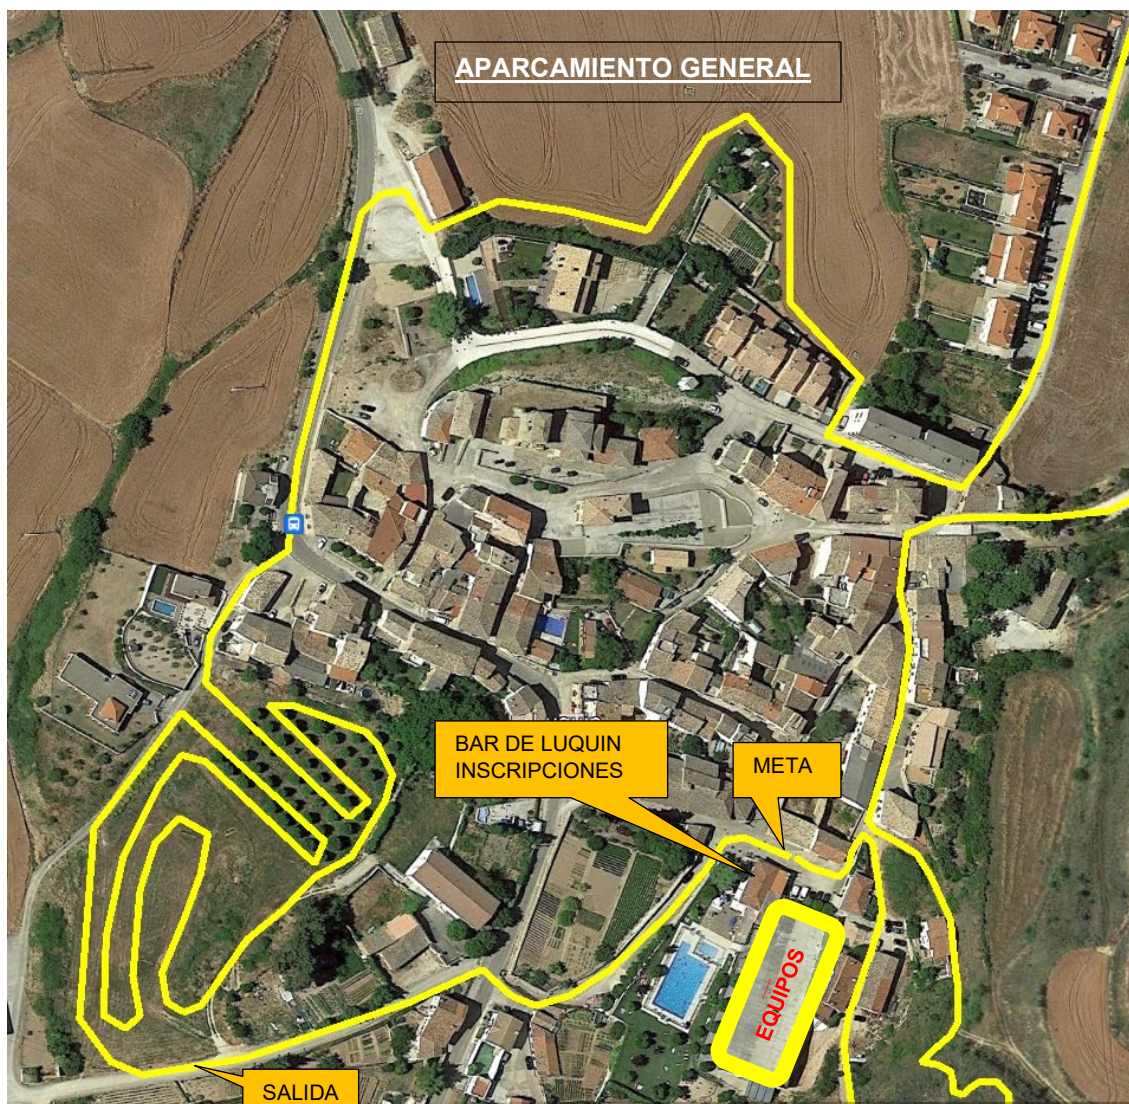 APARCAMIENTO GENERAL
BAR DE LUQUIN
INSCRIPCIONES
META
EQUIPOS
SALIDA